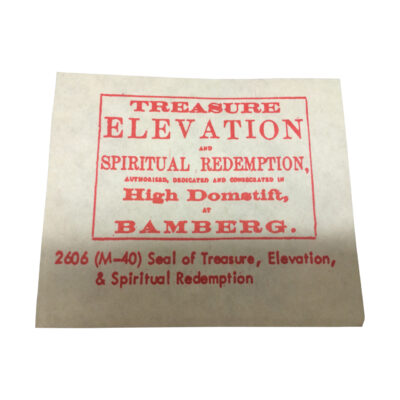 TREASURE
ELEVATION
AND
SPIRITUAL REDEMPTION,
AUTHORISED, DEDICATED AND CONSECRATED IN
High Domstift,
AT
BAMBERG.
2606 (M-40) Seal of Treasure, Elevation,
& Spiritual Redemption